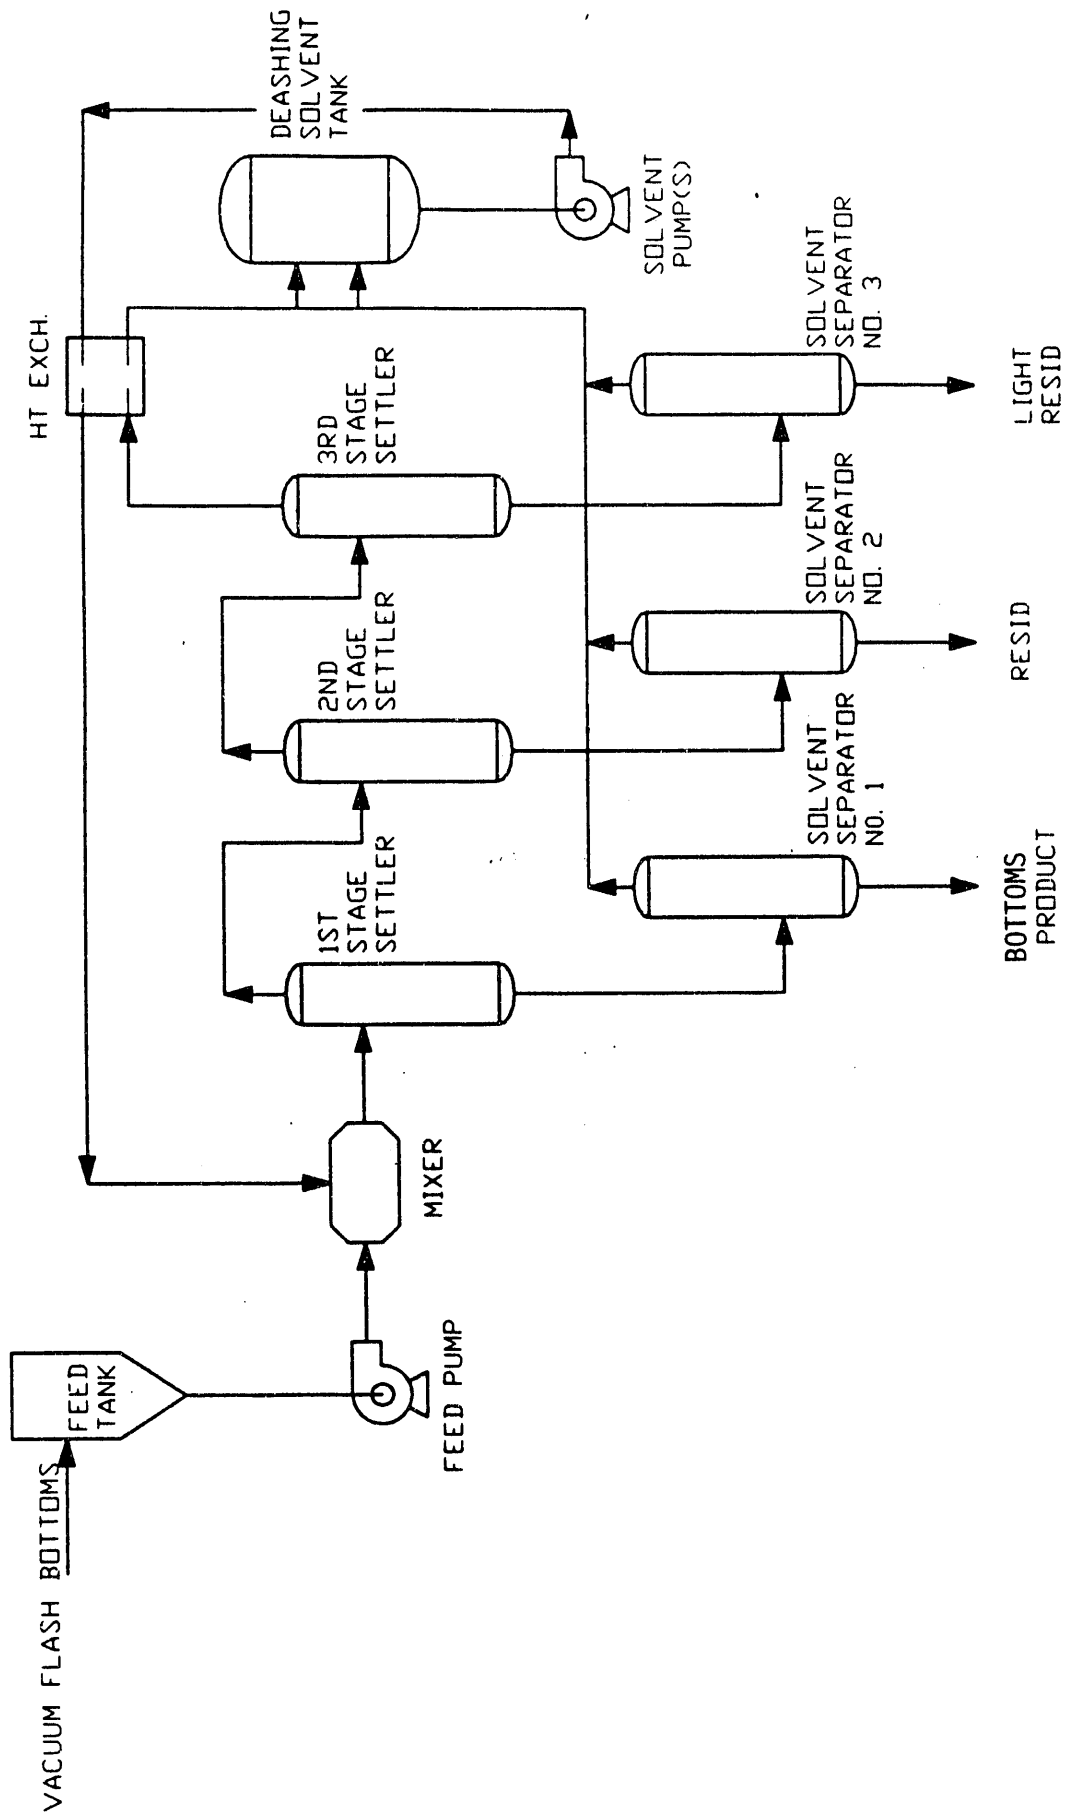 VACUUM FLASH BOTTOMS
FEED
TANK
FEED PUMP
MIXER
HT EXCH.
1ST
STAGE
SETTLER
2ND
STAGE
SETTLER
3RD
STAGE
SETTLER
DEASHING
SOLVENT
TANK
SOLVENT
PUMP(S)
SOLVENT
SEPARATOR
NO. 1
SOLVENT
SEPARATOR
NO. 2
SOLVENT
SEPARATOR
NO. 3
BOTTOMS
PRODUCT
RESID
LIGHT
RESID